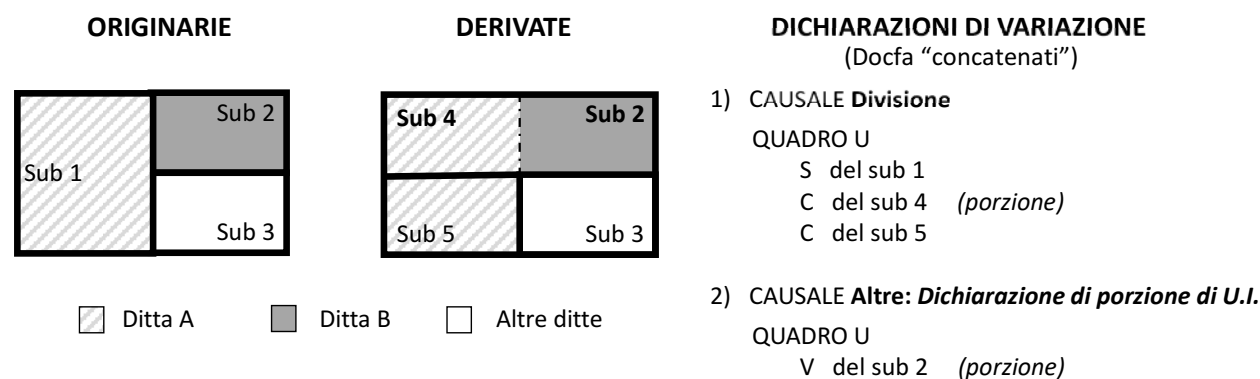 ORIGINARIE
DERIVATE
DICHIARAZIONI DI VARIAZIONE
(Docfa “concatenati”)
Sub 1
Sub 2
Sub 3
Sub 4
Sub 2
Sub 5
Sub 3
Ditta A
Ditta B
Altre ditte
1) CAUSALE Divisione
QUADRO U
S del sub 1
C del sub 4 (porzione)
C del sub 5
2) CAUSALE Altre: Dichiarazione di porzione di U.I.
QUADRO U
V del sub 2 (porzione)